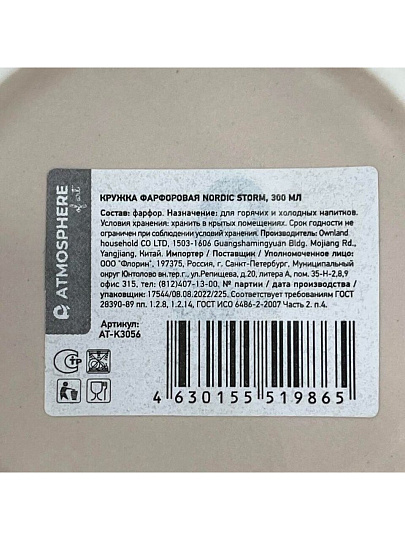 ATMOSPHERE
of art
КРУЖКА ФАРФОРОВАЯ NORDIC STORM, 300 МЛ
Состав: фарфор. Назначение: для горячих и холодных напитков.
Условия хранения: хранить в крытых помещениях. Срок годности не
ограничен при соблюдении условий хранения. Производитель: Ownland
household CO LTD, 1503-1606 Guangshamingyuan Bldg. Mojiang Rd.,
Yangjiang, Китай. Импортер / Поставщик / Уполномоченное лицо:
ООО "Флорин", 197375, Россия, г. Санкт-Петербург, Муниципальный
округ Юнтолово вн.тер.г., ул.Репищева, д.20, литера А, пом. 35-Н-2,8,9
офис 315, тел: (812)407-13-00. № партии / дата производства /
упаковщик: 17544/08.08.2022/225. Соответствует требованиям ГОСТ
28390-89 пп. 1.2.8, 1.2.14, ГОСТ ИСО 6486-2-2007 Часть 2. п.4.
Артикул:
AT-K3056
4 630155 519865